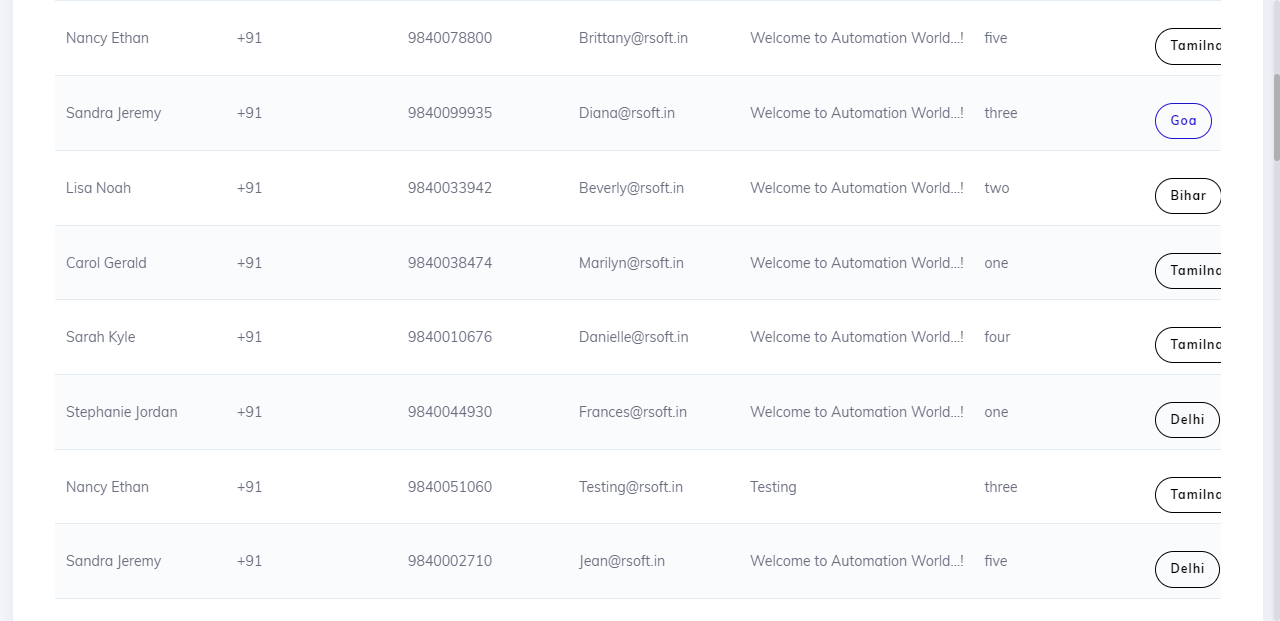 Nancy Ethan +91 9840078800 Brittany@rsoft.in Welcome to Automation World...! five Tamilna
Sandra Jeremy +91 9840099935 Diana@rsoft.in Welcome to Automation World...! three Goa
Lisa Noah +91 9840033942 Beverly@rsoft.in Welcome to Automation World...! two Bihar
Carol Gerald +91 9840038474 Marilyn@rsoft.in Welcome to Automation World...! one Tamilna
Sarah Kyle +91 9840010676 Danielle@rsoft.in Welcome to Automation World...! four Tamilna
Stephanie Jordan +91 9840044930 Frances@rsoft.in Welcome to Automation World...! one Delhi
Nancy Ethan +91 9840051060 Testing@rsoft.in Testing three Tamilna
Sandra Jeremy +91 9840002710 Jean@rsoft.in Welcome to Automation World...! five Delhi